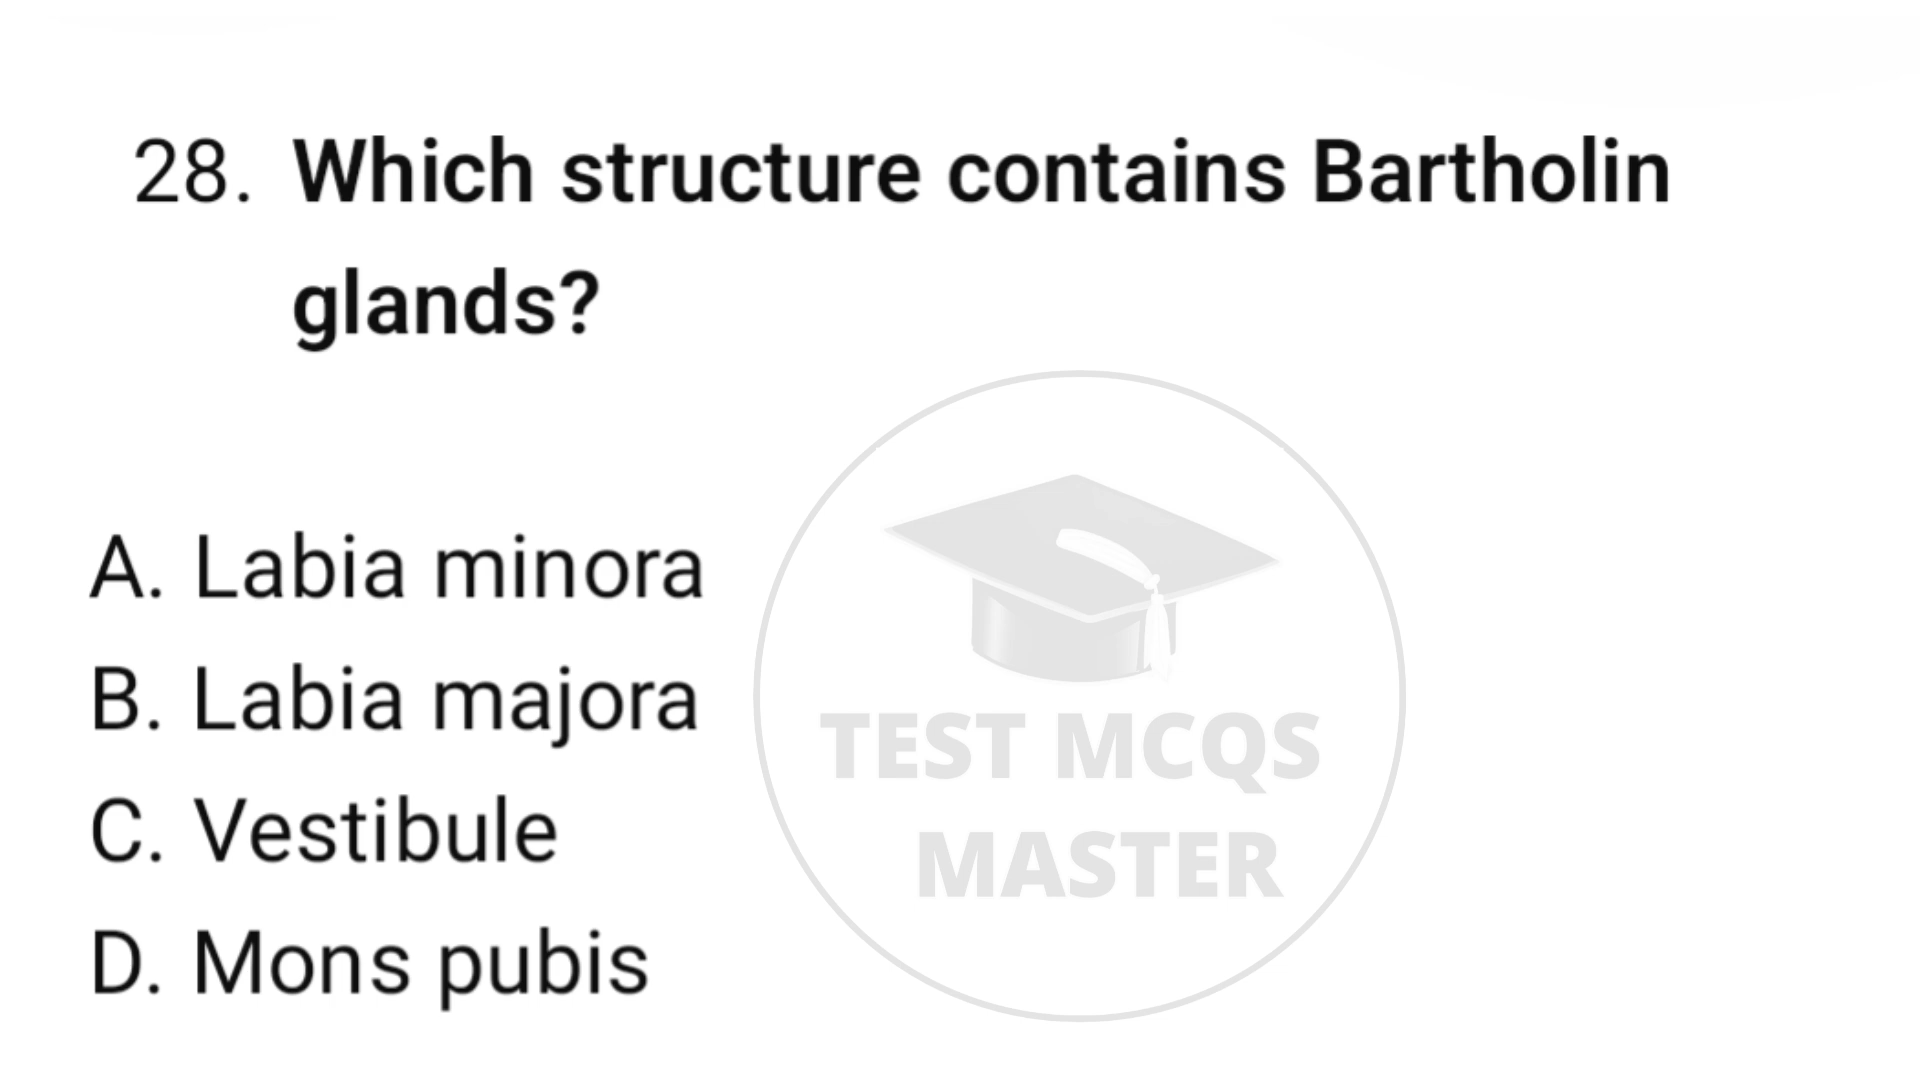 28. Which structure contains Bartholin
glands?
A. Labia minora
B. Labia majora
C. Vestibule
D. Mons pubis
TEST MCQS
MASTER